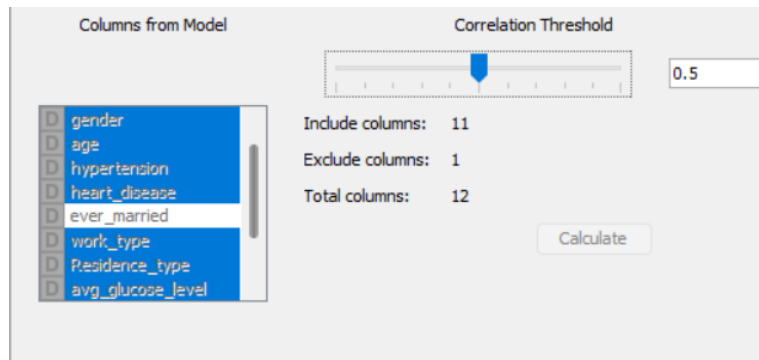 Columns from Model
Correlation Threshold
0.5
D gender
D age
D hypertension
D heart_disease
D ever_married
D work_type
D Residence_type
D avg_glucose_level
Include columns: 11
Exclude columns: 1
Total columns: 12
Calculate